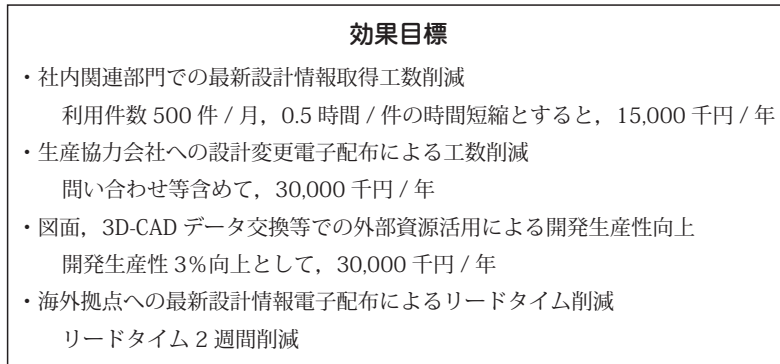 効果目標
・社内関連部門での最新設計情報取得工数削減
利用件数 500 件 / 月，0.5 時間 / 件の時間短縮とすると，15,000 千円 / 年
・生産協力会社への設計変更電子配布による工数削減
問い合わせ等含めて，30,000 千円 / 年
・図面，3D-CAD データ交換等での外部資源活用による開発生産性向上
開発生産性 3％向上として，30,000 千円 / 年
・海外拠点への最新設計情報電子配布によるリードタイム削減
リードタイム 2 週間削減